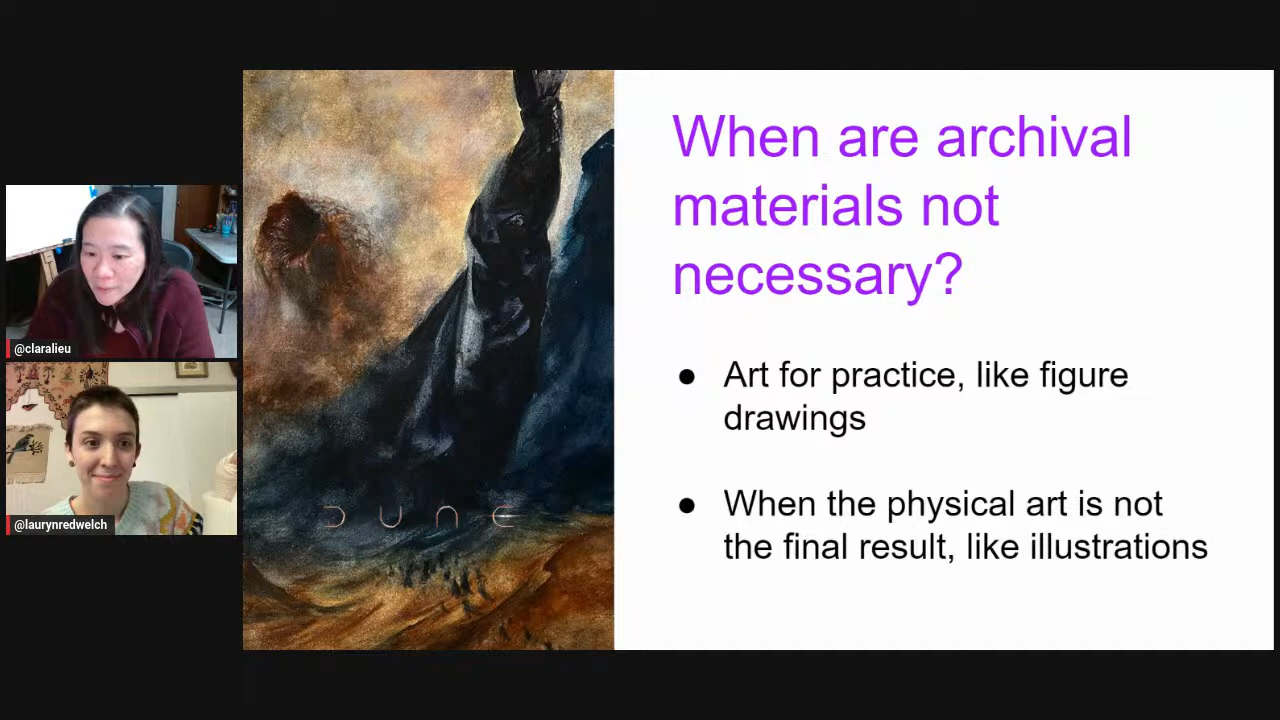 When are archival
materials not
necessary?
● Art for practice, like figure
drawings
● When the physical art is not
the final result, like illustrations
DUNE
@claralieu
@laurynredwelch